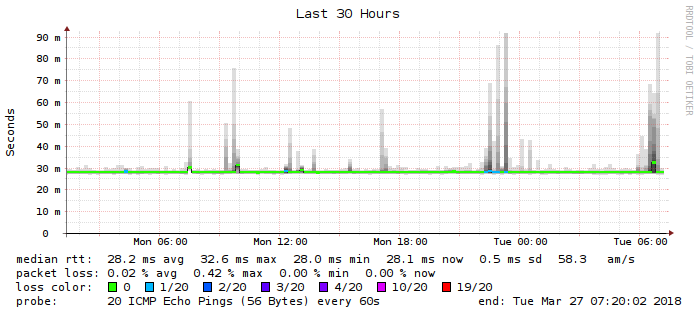 Last 30 Hours
RRDTOOL / TOBI OETIKER
Seconds
90 m
80 m
70 m
60 m
50 m
40 m
30 m
20 m
10 m
0
Mon 06:00 Mon 12:00 Mon 18:00 Tue 00:00 Tue 06:00
median rtt: 28.2 ms avg 32.6 ms max 28.0 ms min 28.1 ms now 0.5 ms sd 58.3 am/s
packet loss: 0.02 % avg 0.42 % max 0.00 % min 0.00 % now
loss color: 0 1/20 2/20 3/20 4/20 10/20 19/20
probe: 20 ICMP Echo Pings (56 Bytes) every 60s end: Tue Mar 27 07:20:02 2018